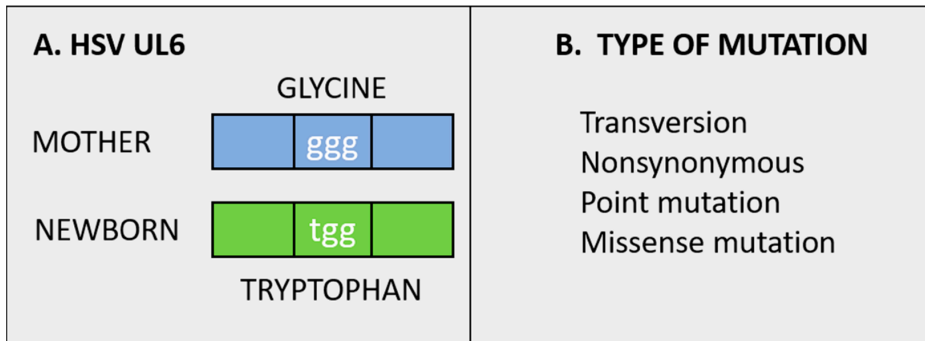 A. HSV UL6
GLYCINE
MOTHER
ggg
NEWBORN
tgg
TRYPTOPHAN
B. TYPE OF MUTATION
Transversion
Nonsynonymous
Point mutation
Missense mutation